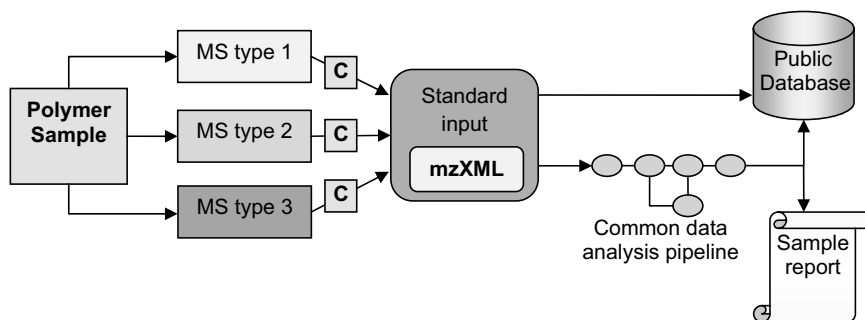 MS type 1
C
Polymer
Sample
MS type 2
C
MS type 3
C
Standard
input
mzXML
Public
Database
Common data
analysis pipeline
Sample
report